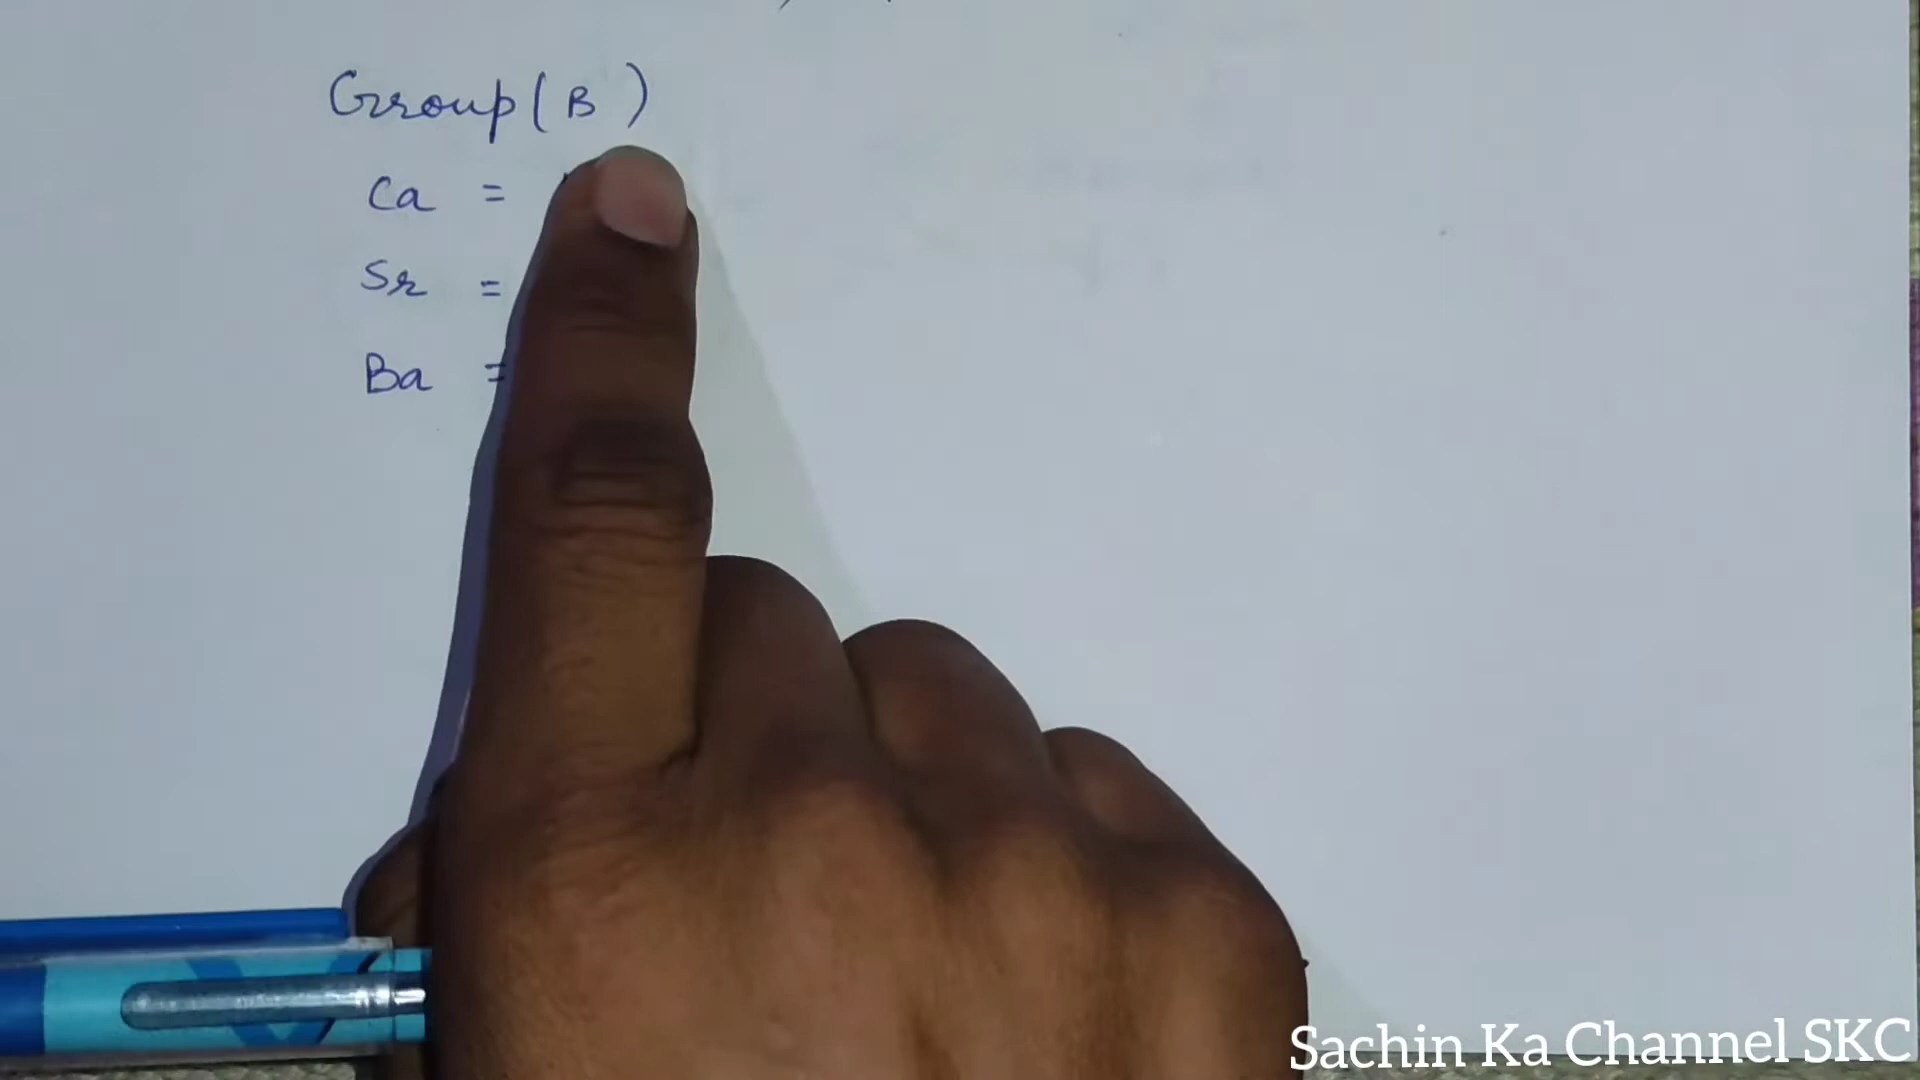 Group (B)
Ca =
Sr =
Ba =
Sachin Ka Channel SKC